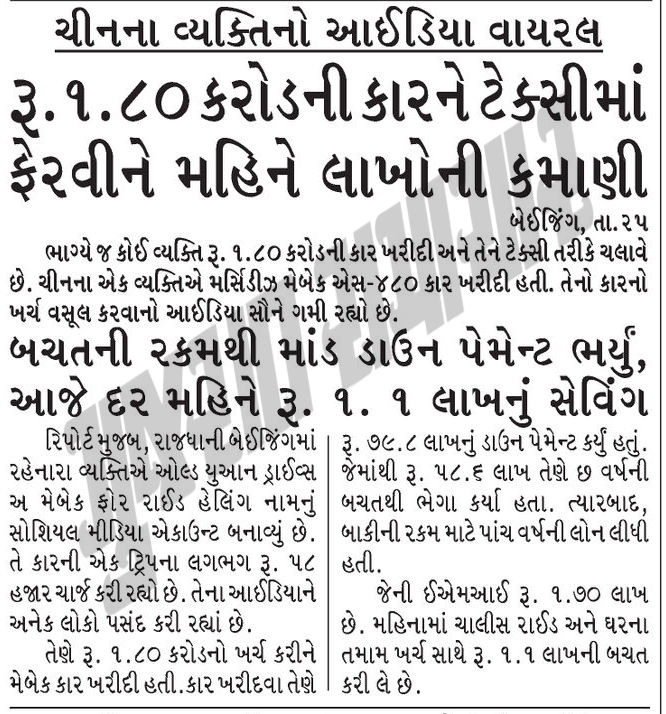 ચીનના વ્યક્તિનો આઈડિયા વાયરલ
રૂ. ૧.૮૦ કરોડની કારને ટેક્સીમાં
ફેરવીને મહિને લાખોની કમાણી
બેઈજિંગ, તા.૨૫
ભાગ્યે જ કોઈ વ્યક્તિ રૂ. ૧.૮૦ કરોડની કાર ખરીદી અને તેને ટેક્સી તરીકે ચલાવે
છે. ચીનના એક વ્યક્તિએ મર્સિડીઝ મેબેક એસ-૪૮૦ કાર ખરીદી હતી. તેનો કારનો
ખર્ચ વસૂલ કરવાનો આઈડિયા સૌને ગમી રહ્યો છે.
બચતની રકમથી માંડ ડાઉન પેમેન્ટ ભર્યું,
આજે દર મહિને રૂ. ૧. ૧ લાખનું સેવિંગ
રિપોર્ટ મુજબ, રાજધાની બેઈજિંગમાં
રહેનારા વ્યક્તિએ ઓલ્ડ યુઆન ડ્રાઈવ્સ
અ મેબેક ફોર રાઈડ હેલિંગ નામનું
સોશિયલ મીડિયા એકાઉન્ટ બનાવ્યું છે.
તે કારની એક ટ્રિપના લગભગ રૂ. ૫૮
હજાર ચાર્જ કરી રહ્યો છે. તેના આઈડિયાને
અનેક લોકો પસંદ કરી રહ્યાં છે.
તેણે રૂ. ૧.૮૦ કરોડનો ખર્ચ કરીને
મેબેક કાર ખરીદી હતી.કાર ખરીદવા તેણે
રૂ. ૭૯.૮ લાખનું ડાઉન પેમેન્ટ કર્યું હતું.
જેમાંથી રૂ. ૫૮.૬ લાખ તેણે છ વર્ષની
બચતથી ભેગા કર્યા હતા. ત્યારબાદ,
બાકીની રકમ માટે પાંચ વર્ષની લોન લીધી
હતી.
જેની ઈએમઆઈ રૂ. ૧.૭૦ લાખ
છે. મહિનામાં ચાલીસ રાઈડ અને ઘરના
તમામ ખર્ચ સાથે રૂ. ૧.૧ લાખની બચત
કરી લે છે.
ગુજરાત સમાચાર